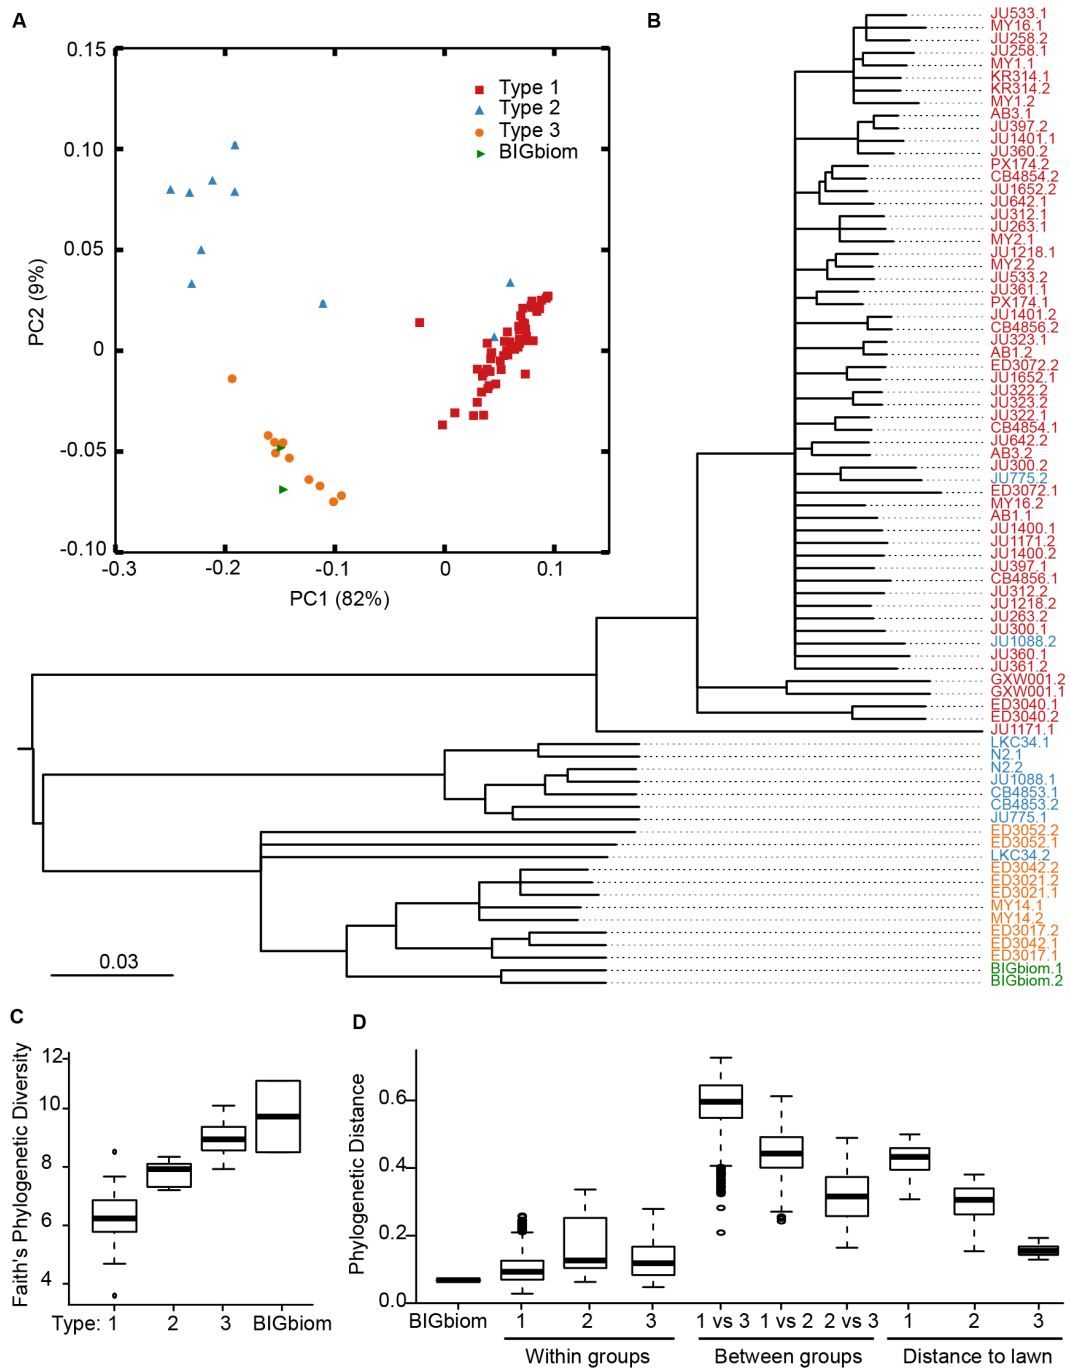 A
0.15
0.10
0.05
0
-0.05
-0.10
PC2 (9%)
-0.3
-0.2
-0.1
0
0.1
PC1 (82%)
Type 1
Type 2
Type 3
BIGbiom
B
JU533.1
MY16.1
JU258.2
JU258.1
MY1.1
KR314.1
KR314.2
MY1.2
AB3.1
JU397.2
JU1401.1
JU360.2
PX174.2
CB4854.2
JU1652.2
JU642.1
JU312.1
JU263.1
MY2.1
JU1218.1
MY2.2
JU533.2
JU361.1
PX174.1
JU1401.2
CB4856.2
JU323.1
AB1.2
ED3072.2
JU1652.1
JU322.2
JU323.2
JU322.1
CB4854.1
JU642.2
AB3.2
JU300.2
JU775.2
ED3072.1
MY16.2
AB1.1
JU1400.1
JU1171.2
JU1400.2
JU397.1
CB4856.1
JU312.2
JU1218.2
JU263.2
JU300.1
JU1088.2
JU360.1
JU361.2
GXW001.2
GXW001.1
ED3040.1
ED3040.2
JU1171.1
LKC34.1
N2.1
N2.2
JU1088.1
CB4853.1
CB4853.2
JU775.1
ED3052.2
ED3052.1
LKC34.2
ED3042.2
ED3021.2
ED3021.1
MY14.1
MY14.2
ED3017.2
ED3042.1
ED3017.1
BIGbiom.1
BIGbiom.2
0.03
C
Faith's Phylogenetic Diversity
12
10
8
6
4
Type: 1 2 3 BIGbiom
D
Phylogenetic Distance
0.6
0.4
0.2
0.0
BIGbiom 1 2 3 1 vs 3 1 vs 2 2 vs 3 1 2 3
Within groups Between groups Distance to lawn